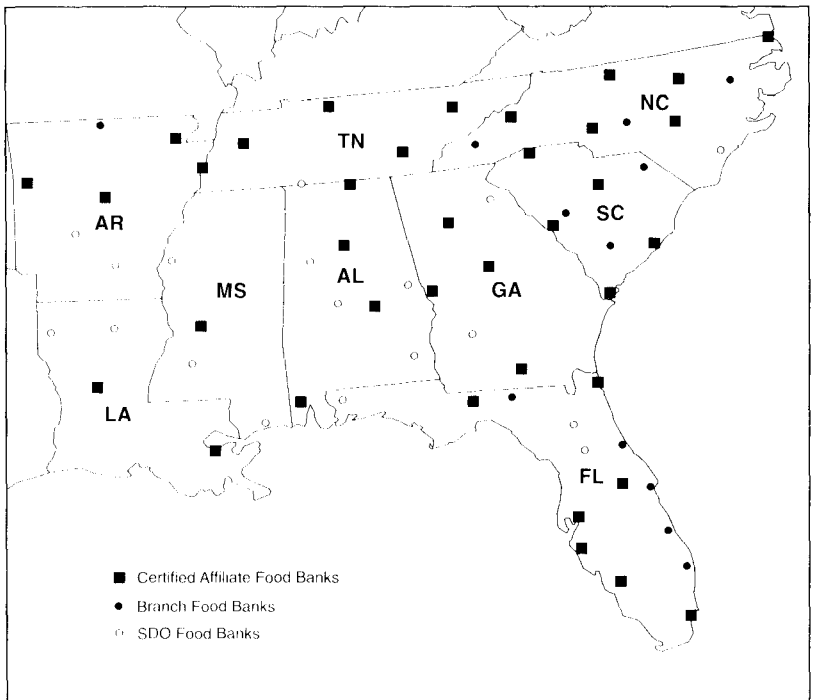 NC
TN
SC
AR
AL
MS
GA
LA
FL
Certified Affiliate Food Banks
Branch Food Banks
SDO Food Banks